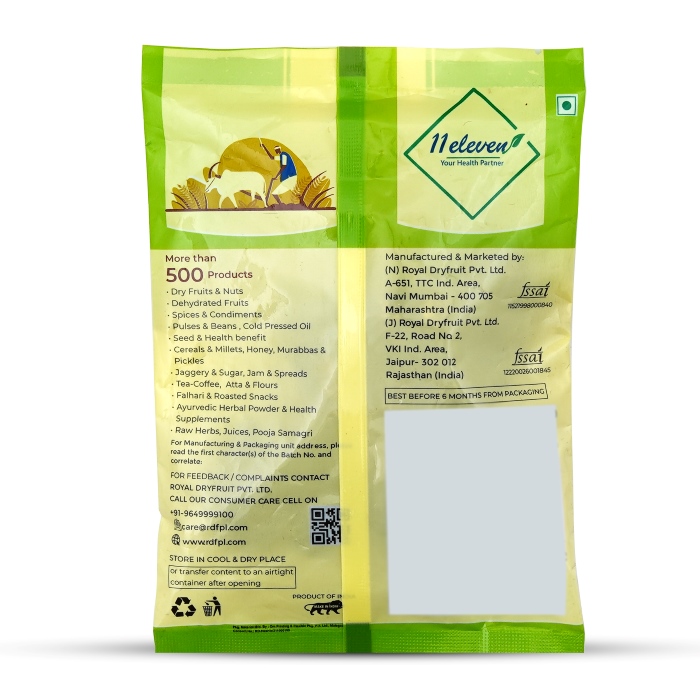 More than
500 Products
· Dry Fruits & Nuts
· Dehydrated Fruits
· Spices & Condiments
· Pulses & Beans , Cold Pressed Oil
· Seed & Health benefit
· Cereals & Millets, Honey, Murabbas &
Pickles
· Jaggery & Sugar, Jam & Spreads
· Tea-Coffee, Atta & Flours
· Falhari & Roasted Snacks
· Ayurvedic Herbal Powder & Health
Supplements
· Raw Herbs, Juices, Pooja Samagri
For Manufacturing & Packaging unit address,
read the first character(s) of the Batch No. and
correlate:
FOR FEEDBACK / COMPLAINTS CONTACT
ROYAL DRYFRUIT PVT. LTD.
CALL OUR CONSUMER CARE CELL ON
+91-9649999100
care@rdfpl.com
www.rdfpl.com
STORE IN COOL & DRY PLACE
or transfer content to an airtight
container after opening
PRODUCT OF
MAKE IN INDIA
11 eleven
Your Health Partner
Manufactured & Marketed by:
(N) Royal Dryfruit Pvt. Ltd.
A-651, TTC Ind. Area,
Navi Mumbai - 400 705
Maharashtra (India)
fssai
11521998000840
(J) Royal Dryfruit Pvt. Ltd.
F-22, Road No. 2,
VKI Ind. Area,
Jaipur- 302 012
Rajasthan (India)
fssai
12220026001845
BEST BEFORE 6 MONTHS FROM PACKAGING